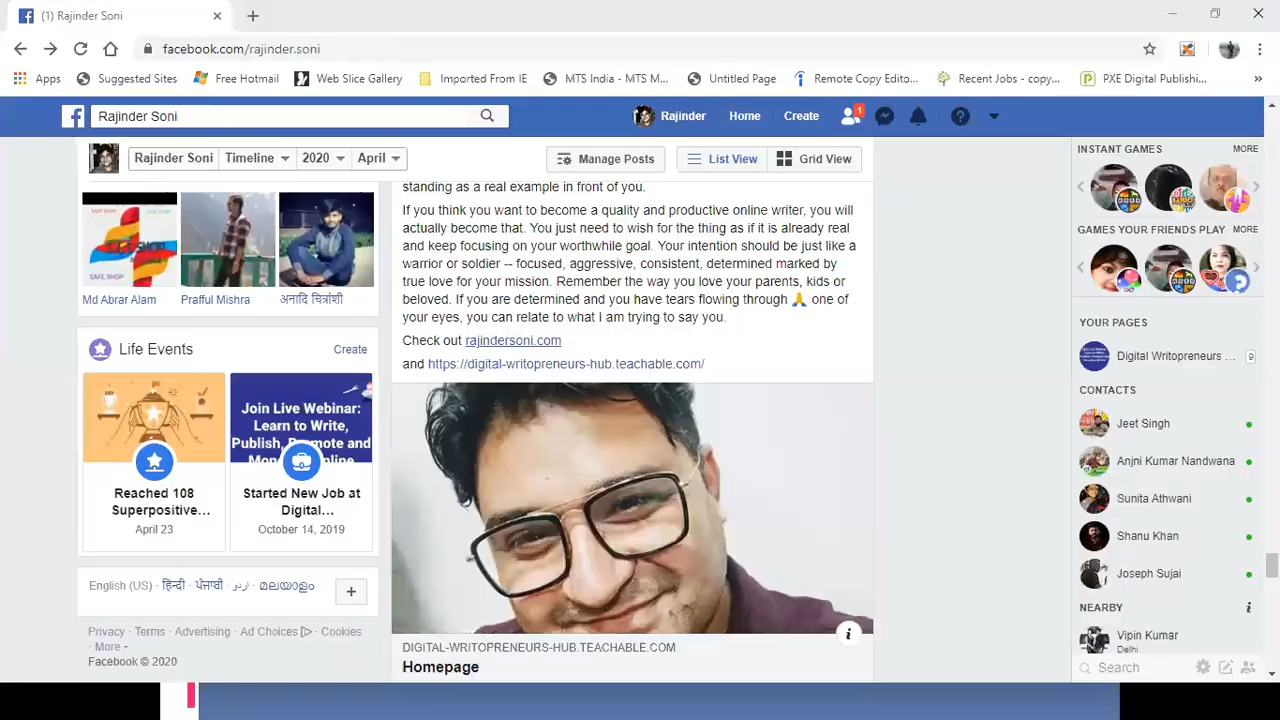 (1) Rajinder Soni
facebook.com/rajinder.soni
Apps Suggested Sites Free Hotmail Web Slice Gallery Imported From IE MTS India - MTS M... Untitled Page Remote Copy Edito... Recent Jobs - copy... PXE Digital Publishi... »
Rajinder Soni
Rajinder Home Create 1
Rajinder Soni Timeline 2020 April
Manage Posts List View Grid View
SAFE SHOP
Md Abrar Alam Prafful Mishra अनादि चित्रांशी
Life Events Create
Join Live Webinar:
Learn to Write,
Reached 108
Superpositive...
April 23
Started New Job at
Digital...
October 14, 2019
English (US) · हिन्दी · ਪੰਜਾਬੀ · اردو · മലയാളം
Privacy · Terms · Advertising · Ad Choices · Cookies
· More
Facebook © 2020
standing as a real example in front of you.
If you think you want to become a quality and productive online writer, you will
actually become that. You just need to wish for the thing as if it is already real
and keep focusing on your worthwhile goal. Your intention should be just like a
warrior or soldier -- focused, aggressive, consistent, determined marked by
true love for your mission. Remember the way you love your parents, kids or
beloved. If you are determined and you have tears flowing through 🙏 one of
your eyes, you can relate to what I am trying to say you.
Check out rajindersoni.com
and https://digital-writopreneurs-hub.teachable.com/
DIGITAL-WRITOPRENEURS-HUB.TEACHABLE.COM
Homepage
INSTANT GAMES MORE
GAMES YOUR FRIENDS PLAY MORE
YOUR PAGES
Digital Writopreneurs ... 9
CONTACTS
Jeet Singh
Anjni Kumar Nandwana
Sunita Athwani
Shanu Khan
Joseph Sujai
NEARBY
Vipin Kumar
Delhi
Search